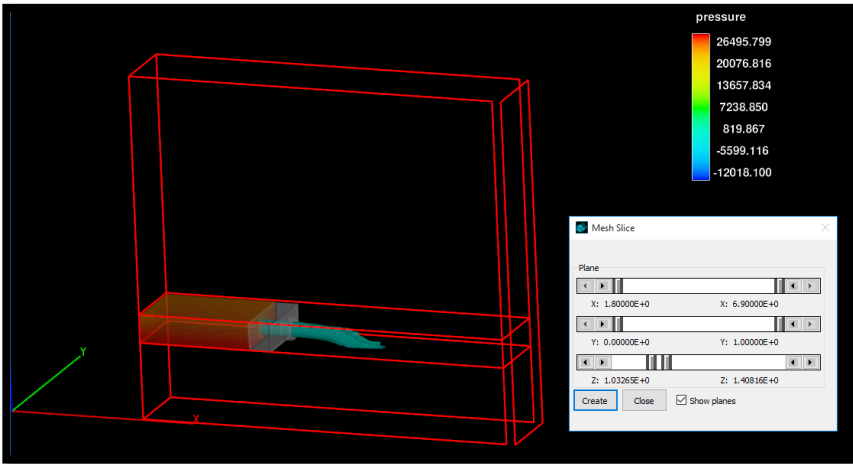 pressure
26495.799
20076.816
13657.834
7238.850
819.867
-5599.116
-12018.100
Mesh Slice
Plane
X: 1.80000E+0 X: 6.90000E+0
Y: 0.00000E+0 Y: 1.00000E+0
Z: 1.03265E+0 Z: 1.40816E+0
Create Close Show planes
Y
X